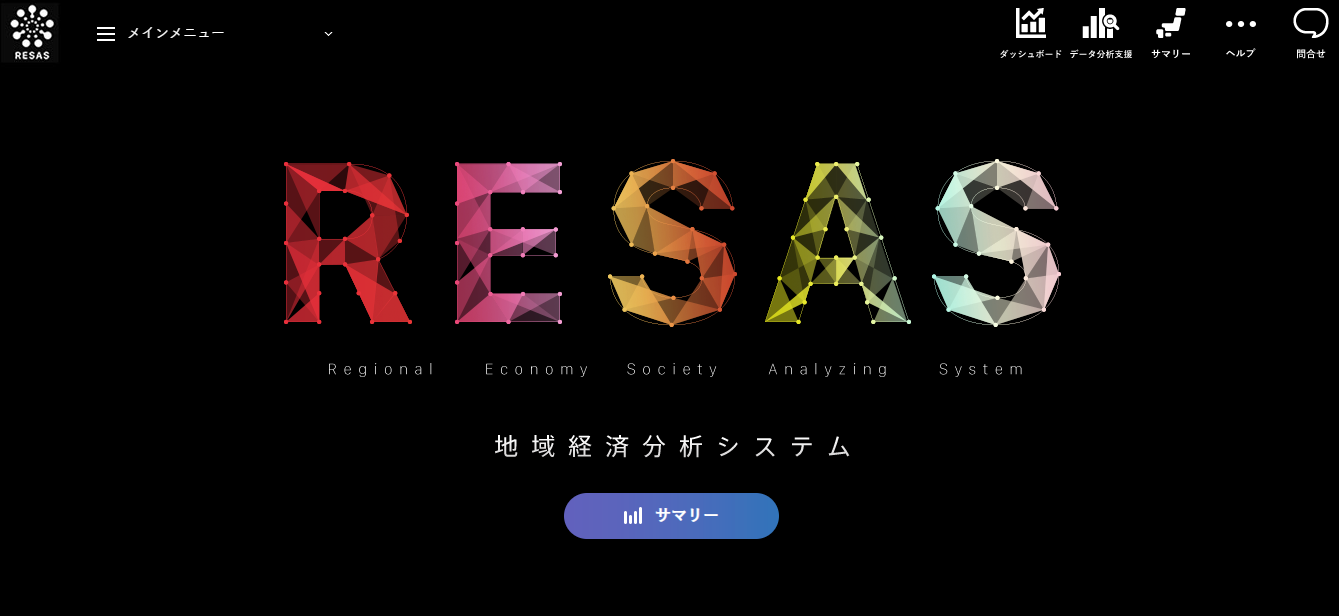 RESAS
メインメニュー
ダッシュボード
データ分析支援
サマリー
ヘルプ
問合せ
RESAS
Regional Economy Society Analyzing System
地域経済分析システム
サマリー